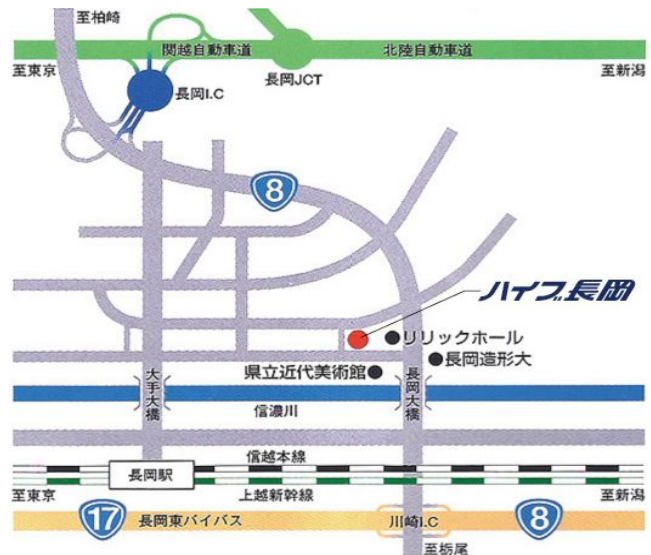 至柏崎
関越自動車道
北陸自動車道
至東京
長岡JCT
至新潟
長岡I.C
8
ハイブ長岡
リリックホール
長岡造形大
県立近代美術館
大手大橋
長岡大橋
信濃川
信越本線
長岡駅
至東京
上越新幹線
至新潟
17
長岡東バイパス
川崎I.C
8
至栃尾